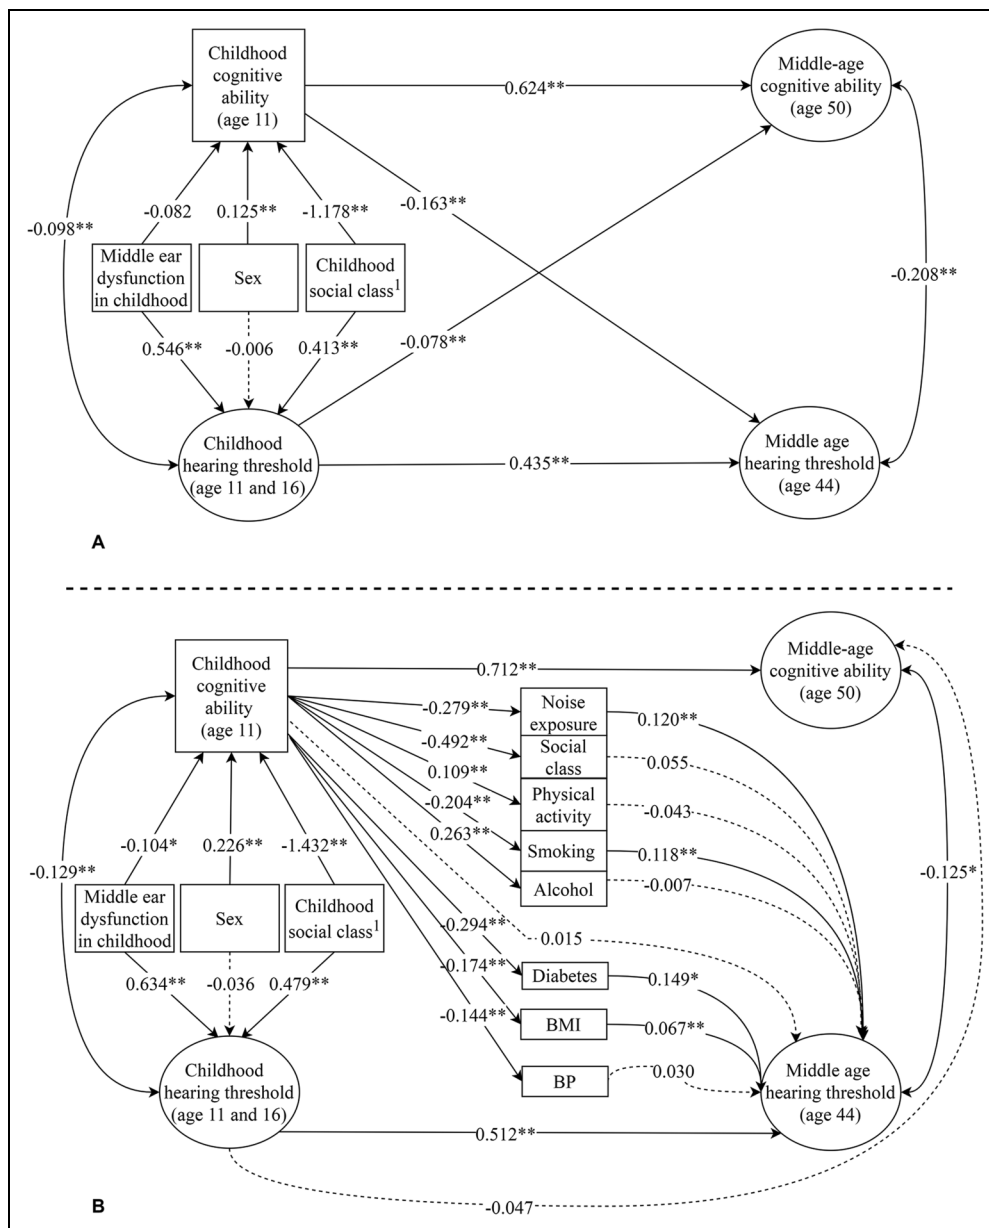 Childhood
cognitive
ability
(age 11)
Middle-age
cognitive ability
(age 50)
0.624**
-0.163**
-0.082
0.125**
-1.178**
-0.098**
Middle ear
dysfunction
in childhood
Sex
Childhood
social class1
-0.208**
0.546**
-0.006
0.413**
-0.078**
Childhood
hearing threshold
(age 11 and 16)
0.435**
Middle age
hearing threshold
(age 44)
A
Childhood
cognitive
ability
(age 11)
Middle-age
cognitive ability
(age 50)
0.712**
-0.279**
Noise
exposure
0.120**
-0.492**
Social
class
0.055
0.109**
Physical
activity
-0.043
-0.204**
Smoking
0.118**
0.263**
Alcohol
-0.007
-0.104*
0.226**
-1.432**
-0.129**
-0.125*
Middle ear
dysfunction
in childhood
Sex
Childhood
social class1
-0.294**
0.015
Diabetes
0.149*
-0.174**
BMI
0.067**
-0.144**
BP
0.030
0.634**
-0.036
0.479**
Childhood
hearing threshold
(age 11 and 16)
0.512**
Middle age
hearing threshold
(age 44)
-0.047
B